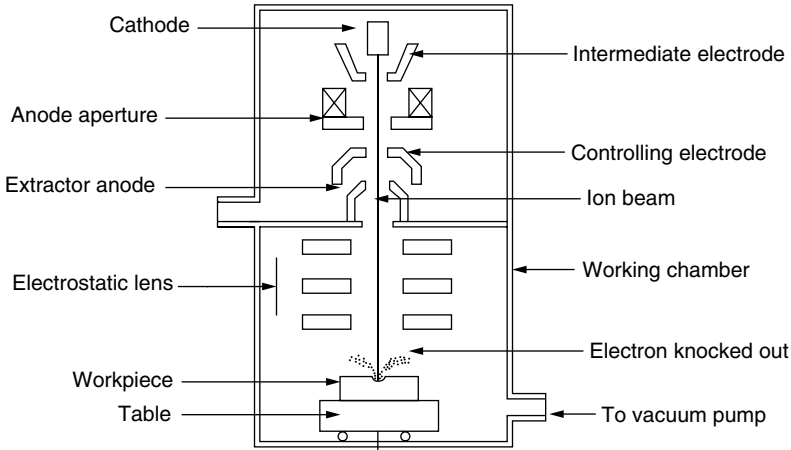 Cathode
Intermediate electrode
Anode aperture
Controlling electrode
Extractor anode
Ion beam
Working chamber
Electrostatic lens
Electron knocked out
Workpiece
Table
To vacuum pump